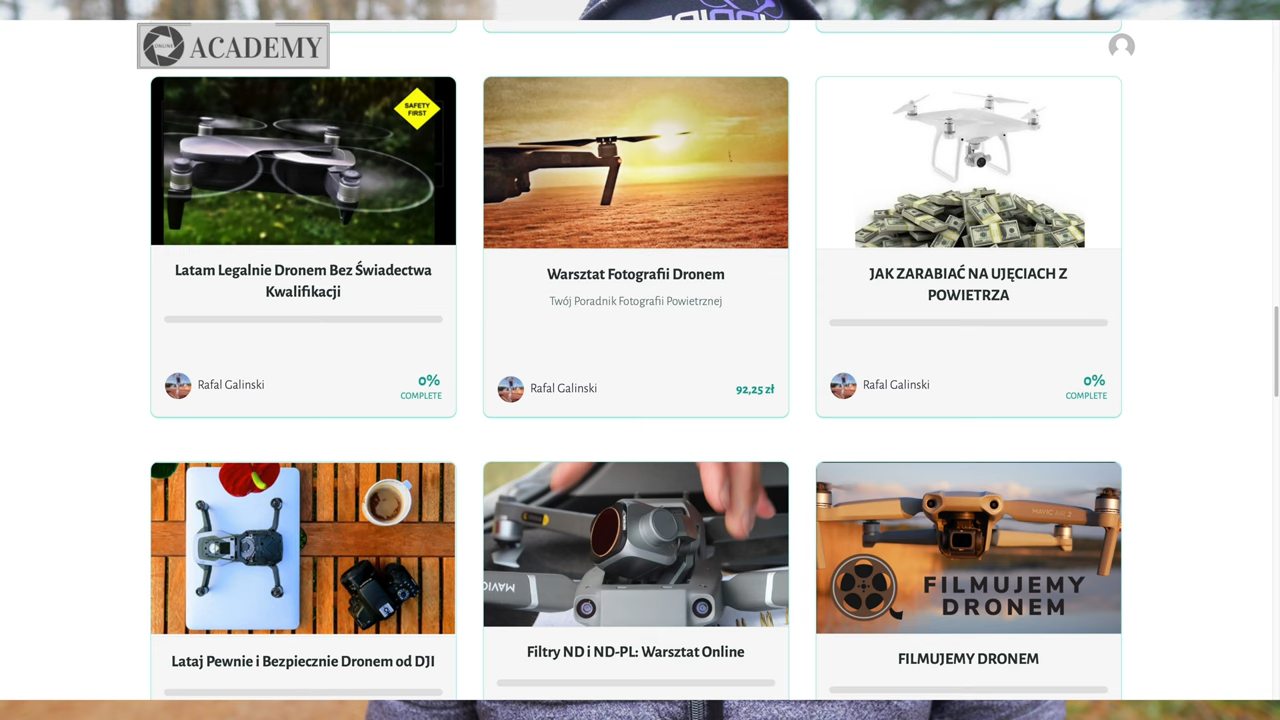 ONLINE
ACADEMY
SAFETY
FIRST
Latam Legalnie Dronem Bez Świadectwa
Kwalifikacji
Rafal Galinski
0%
COMPLETE
Warsztat Fotografii Dronem
Twój Poradnik Fotografii Powietrznej
Rafal Galinski
92,25 zł
JAK ZARABIAĆ NA UJĘCIACH Z
POWIETRZA
Rafal Galinski
0%
COMPLETE
Lataj Pewnie i Bezpiecznie Dronem od DJI
MAVIC
Filtry ND i ND-PL: Warsztat Online
MAVIC AIR 2
FILMUJEMY
DRONEM
FILMUJEMY DRONEM